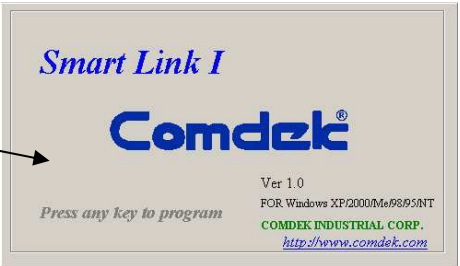 Smart Link I
Comdek®
Ver 1.0
FOR Windows XP/2000/Me/98/95/NT
Press any key to program
COMDEK INDUSTRIAL CORP.
http://www.comdek.com